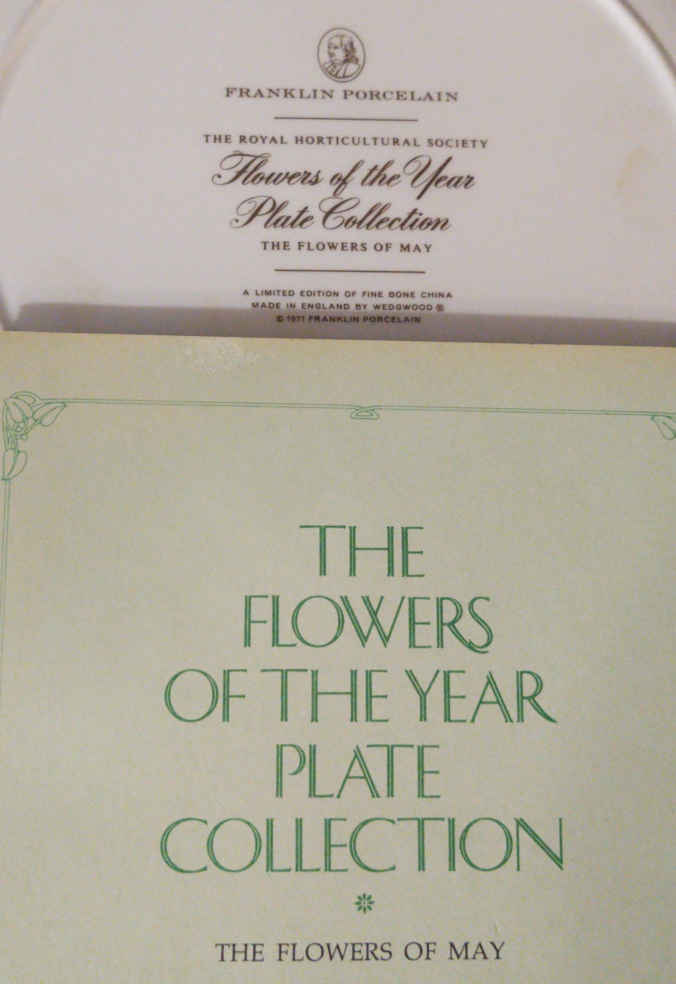 FRANKLIN PORCELAIN
THE ROYAL HORTICULTURAL SOCIETY
Flowers of the Year
Plate Collection
THE FLOWERS OF MAY
A LIMITED EDITION OF FINE BONE CHINA
MADE IN ENGLAND BY WEDGWOOD ®
© 1977 FRANKLIN PORCELAIN
THE
FLOWERS
OF THE YEAR
PLATE
COLLECTION
THE FLOWERS OF MAY